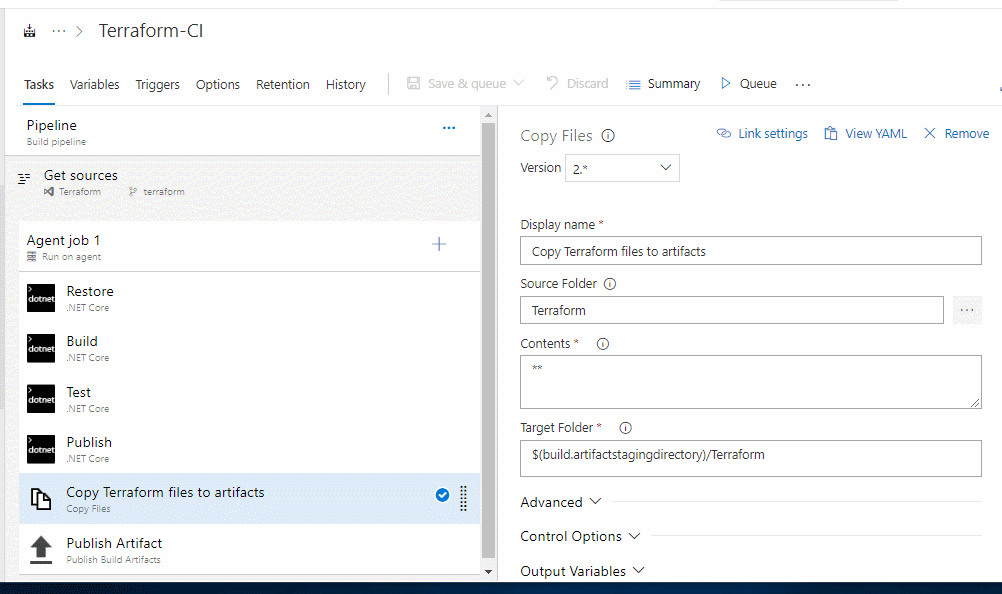 ··· > Terraform-CI
Tasks Variables Triggers Options Retention History Save & queue Discard Summary Queue ...
Pipeline ...
Build pipeline
Get sources
Terraform terraform
Agent job 1
Run on agent
Restore
dotnet
.NET Core
Build
dotnet
.NET Core
Test
dotnet
.NET Core
Publish
dotnet
.NET Core
Copy Terraform files to artifacts
Copy Files
Publish Artifact
Publish Build Artifacts
Copy Files Link settings View YAML Remove
Version 2.*
Display name *
Copy Terraform files to artifacts
Source Folder
Terraform ...
Contents *
**
Target Folder *
$(build.artifactstagingdirectory)/Terraform
Advanced
Control Options
Output Variables